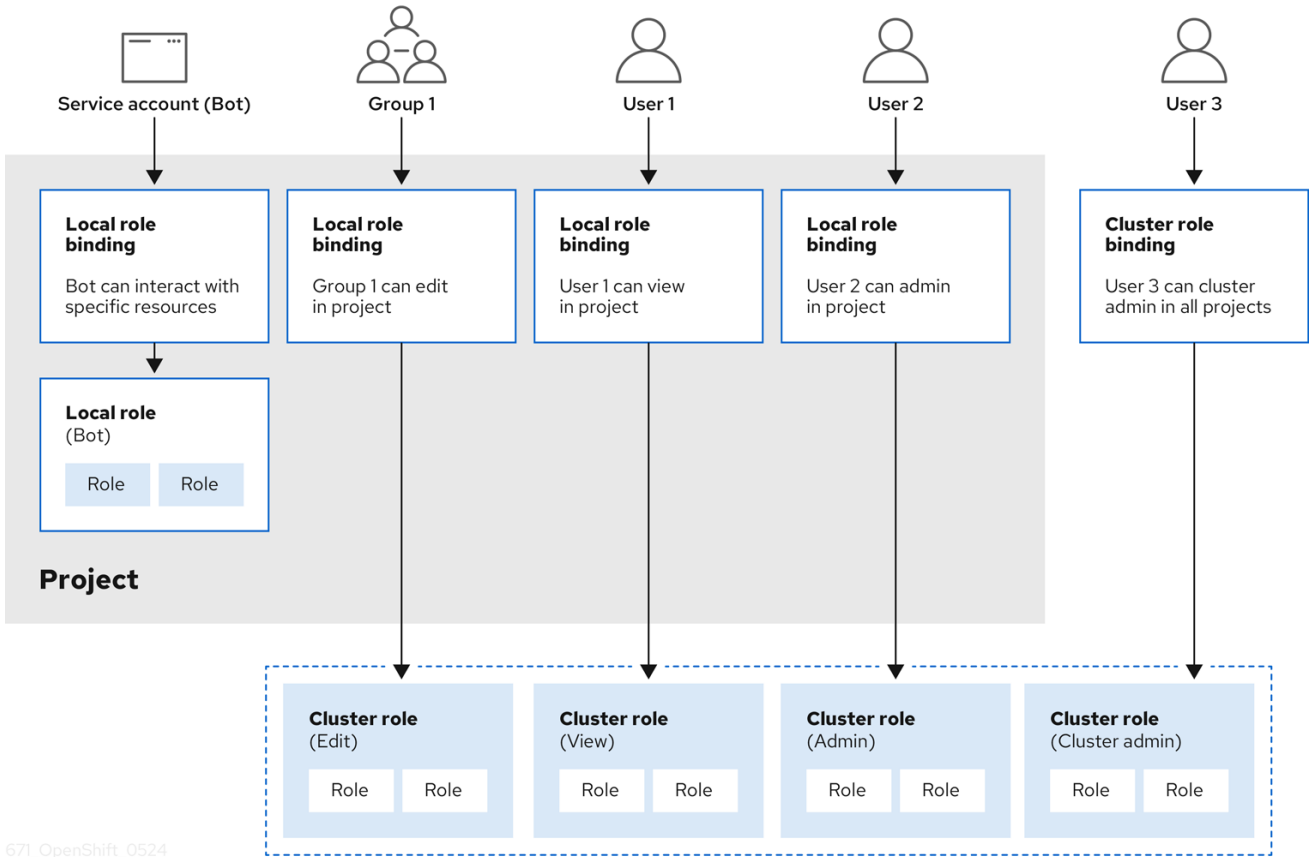 Service account (Bot)
Group 1
User 1
User 2
User 3
Local role
binding
Bot can interact with
specific resources
Local role
binding
Group 1 can edit
in project
Local role
binding
User 1 can view
in project
Local role
binding
User 2 can admin
in project
Cluster role
binding
User 3 can cluster
admin in all projects
Local role
(Bot)
Role
Role
Project
Cluster role
(Edit)
Role
Role
Cluster role
(View)
Role
Role
Cluster role
(Admin)
Role
Role
Cluster role
(Cluster admin)
Role
Role
671_OpenShift_0524